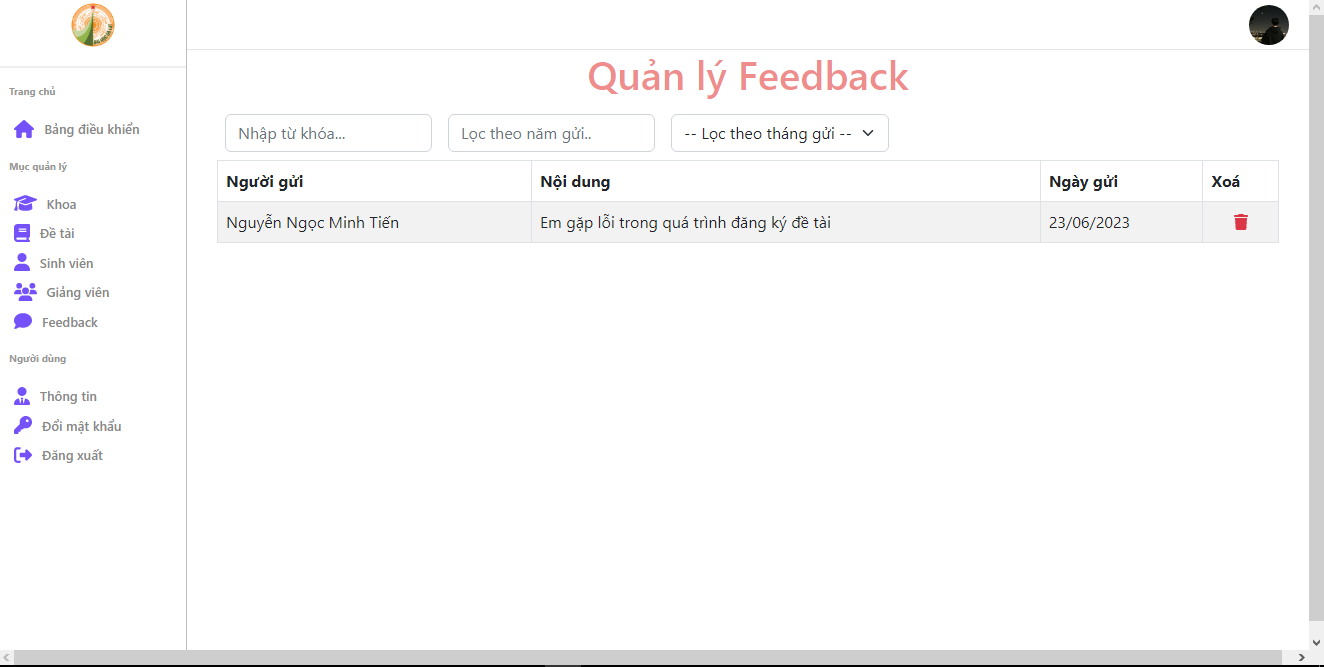 Trang chủ
Bảng điều khiển
Mục quản lý
Khoa
Đề tài
Sinh viên
Giảng viên
Feedback
Người dùng
Thông tin
Đổi mật khẩu
Đăng xuất
Quản lý Feedback
Nhập từ khóa... Lọc theo năm gửi.. -- Lọc theo tháng gửi --
Người gửi Nội dung Ngày gửi Xoá
Nguyễn Ngọc Minh Tiến Em gặp lỗi trong quá trình đăng ký đề tài 23/06/2023